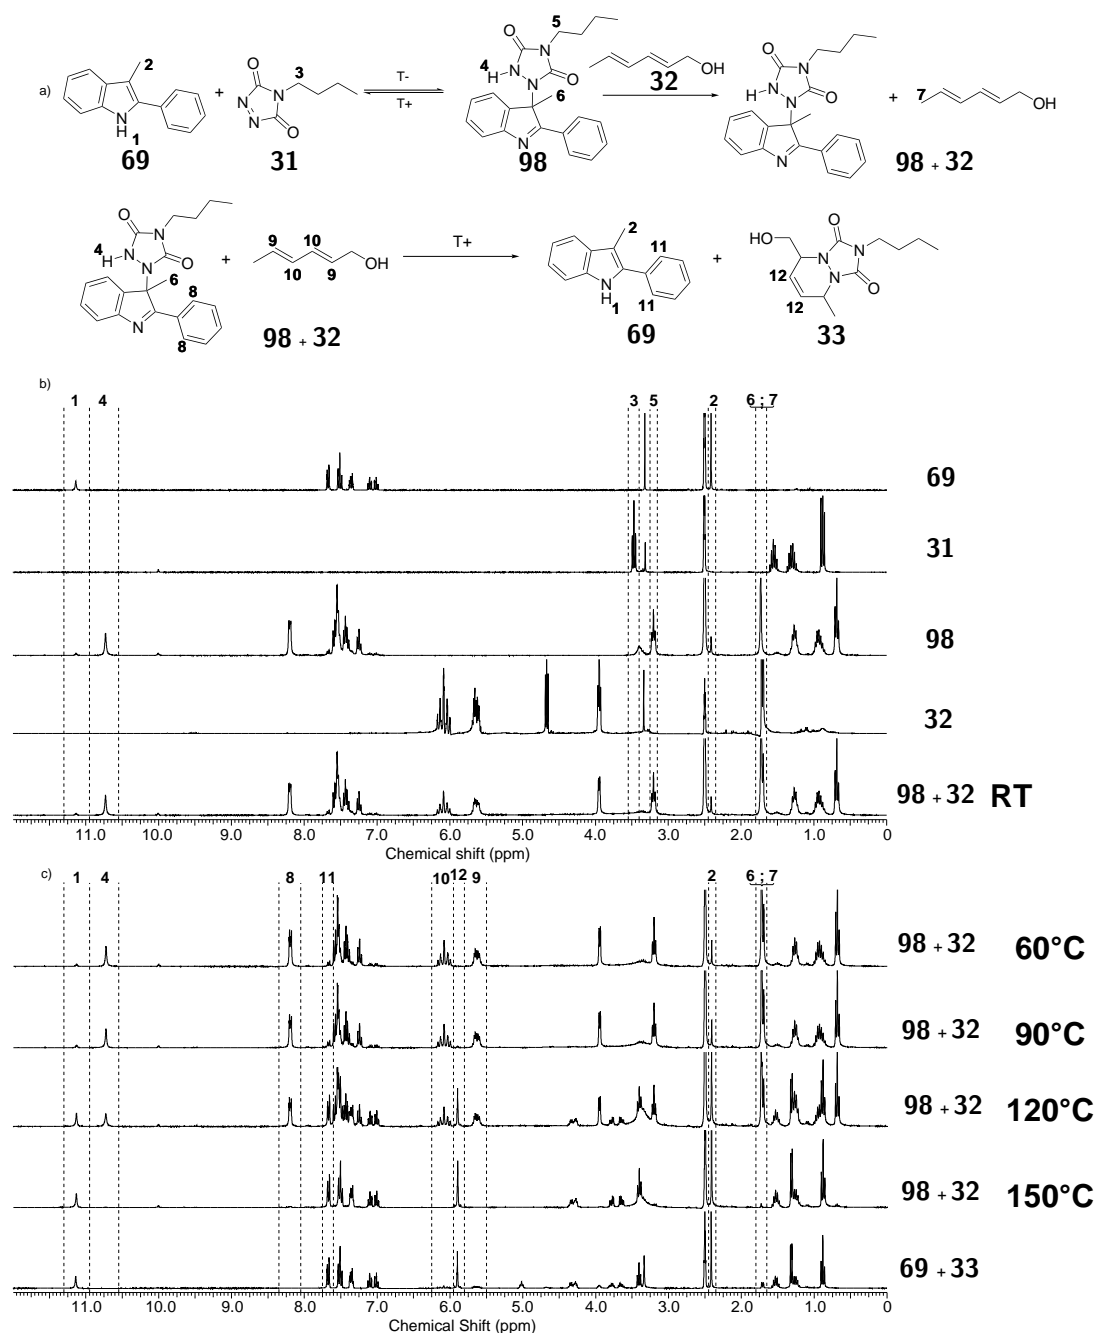 a)
2
N
H
1
69
+
3
O
N
N
N
O
31
T-
T+
5
O
N
4
H
N
N
O
6
N
98
OH
32
O
N
N
H
N
O
N
+
7
OH
98 + 32
O
N
4
H
N
N
O
6
8
N
8
+
9
10
10
9
OH
98 + 32
T+
2
11
N
H
1
11
69
+
HO
O
N
N
N
O
12
12
33
b)
1 4 3 5 2 6 ; 7
69
31
98
32
98 + 32 RT
11.0 10.0 9.0 8.0 7.0 6.0 5.0 4.0 3.0 2.0 1.0 0
Chemical shift (ppm)
c)
1 4 8 11 10 12 9 2 6 ; 7
98 + 32 60°C
98 + 32 90°C
98 + 32 120°C
98 + 32 150°C
69 + 33
11.0 10.0 9.0 8.0 7.0 6.0 5.0 4.0 3.0 2.0 1.0 0
Chemical Shift (ppm)